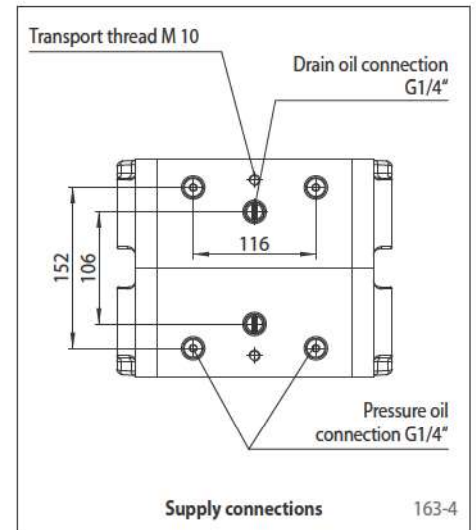 Transport thread M 10
Drain oil connection
G1/4“
116
152
106
Pressure oil
connection G1/4“
Supply connections
163-4